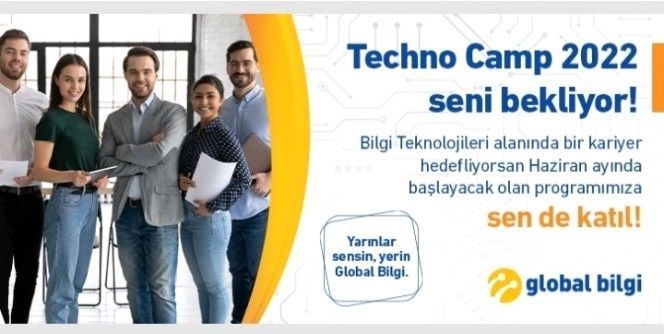 Techno Camp 2022
seni bekliyor!
Bilgi Teknolojileri alanında bir kariyer
hedefliyorsan Haziran ayında
başlayacak olan programımıza
sen de katıl!
Yarınlar
sensin, yerin
Global Bilgi.
global bilgi